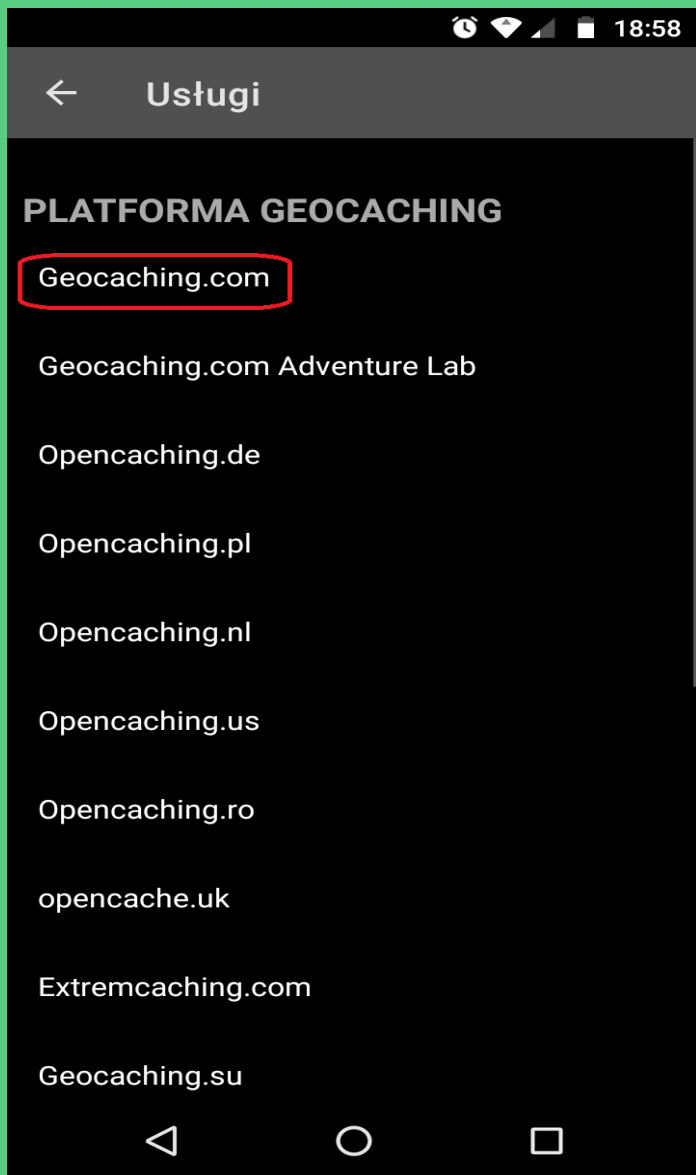 18:58
Usługi
PLATFORMA GEOCACHING
Geocaching.com
Geocaching.com Adventure Lab
Opencaching.de
Opencaching.pl
Opencaching.nl
Opencaching.us
Opencaching.ro
opencache.uk
Extremcaching.com
Geocaching.su